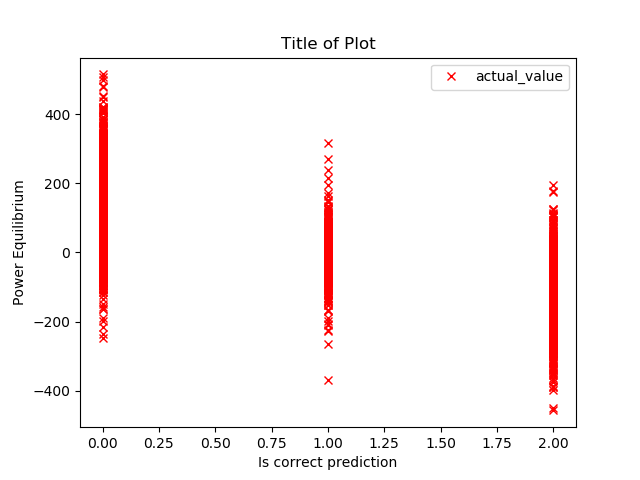 Title of Plot
actual_value
Power Equilibrium
400
200
0
−200
−400
0.00 0.25 0.50 0.75 1.00 1.25 1.50 1.75 2.00
Is correct prediction